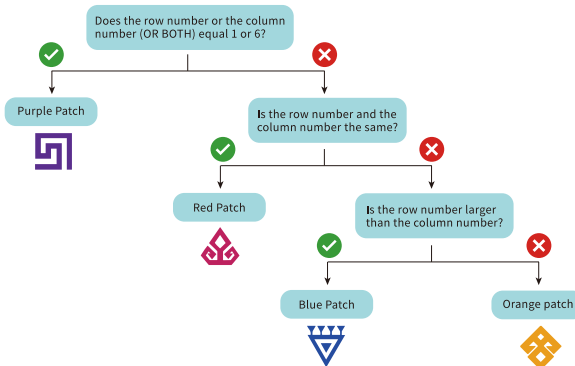 Does the row number or the column
number (OR BOTH) equal 1 or 6?
Purple Patch
Is the row number and the
column number the same?
Red Patch
Is the row number larger
than the column number?
Blue Patch
Orange patch